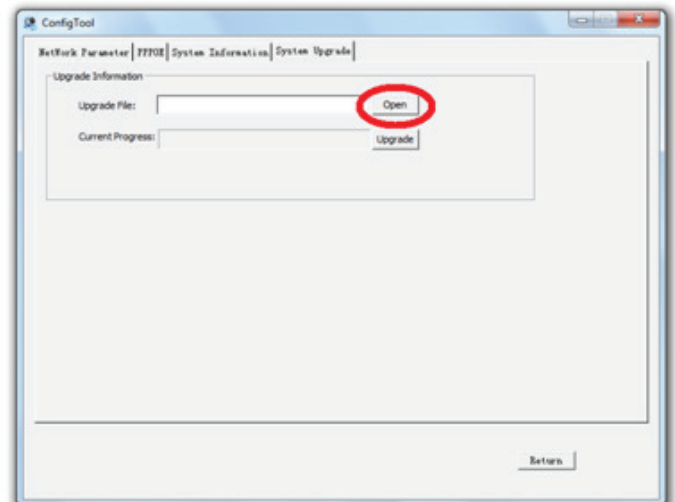 ConfigTool
NetWork Parameter PPPOE System Information System Upgrade
Upgrade Information
Upgrade File: Open
Current Progress: Upgrade
Return